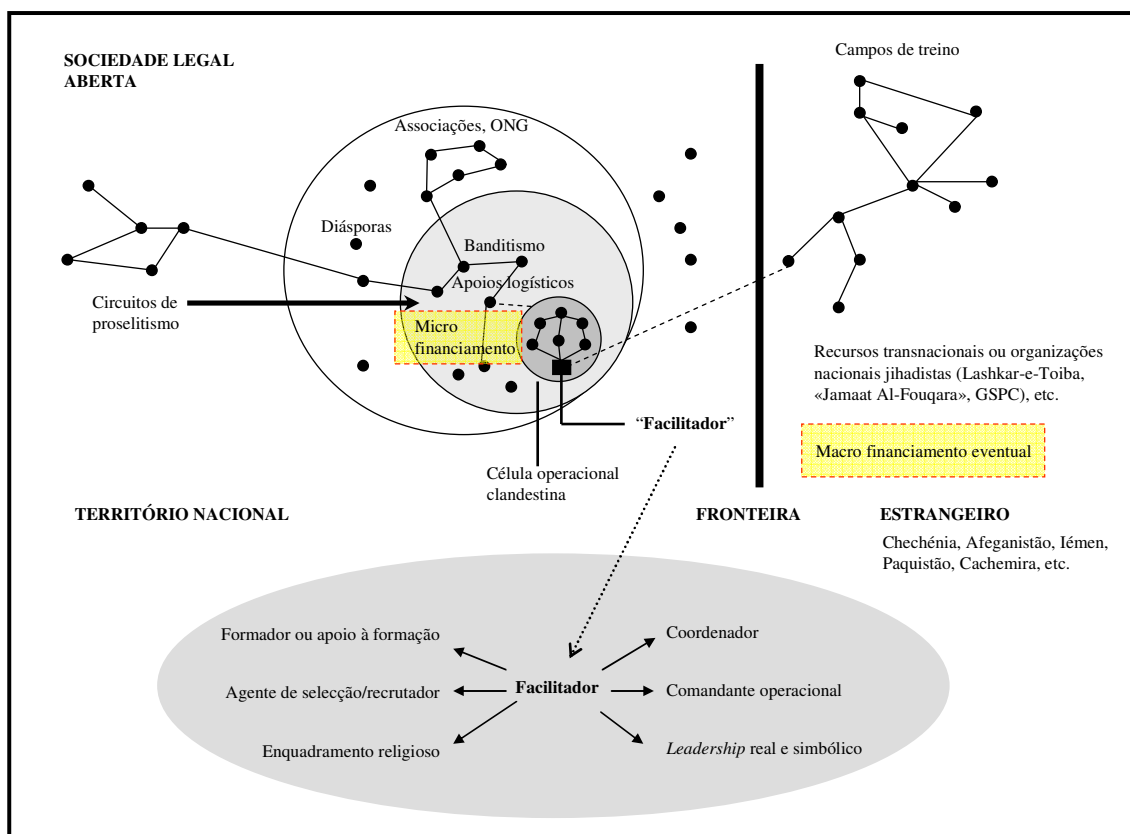 SOCIEDADE LEGAL
ABERTA
Campos de treino
Associações, ONG
Diásporas
Banditismo
Apoios logísticos
Circuitos de
proselitismo
Micro
financiamento
Recursos transnacionais ou organizações
nacionais jihadistas (Lashkar-e-Toiba,
«Jamaat Al-Fouqara», GSPC), etc.
“Facilitador”
Macro financiamento eventual
Célula operacional
clandestina
TERRITÓRIO NACIONAL
FRONTEIRA
ESTRANGEIRO
Chechénia, Afeganistão, Iémen,
Paquistão, Cachemira, etc.
Formador ou apoio à formação
Coordenador
Agente de selecção/recrutador
Facilitador
Comandante operacional
Enquadramento religioso
Leadership real e simbólico